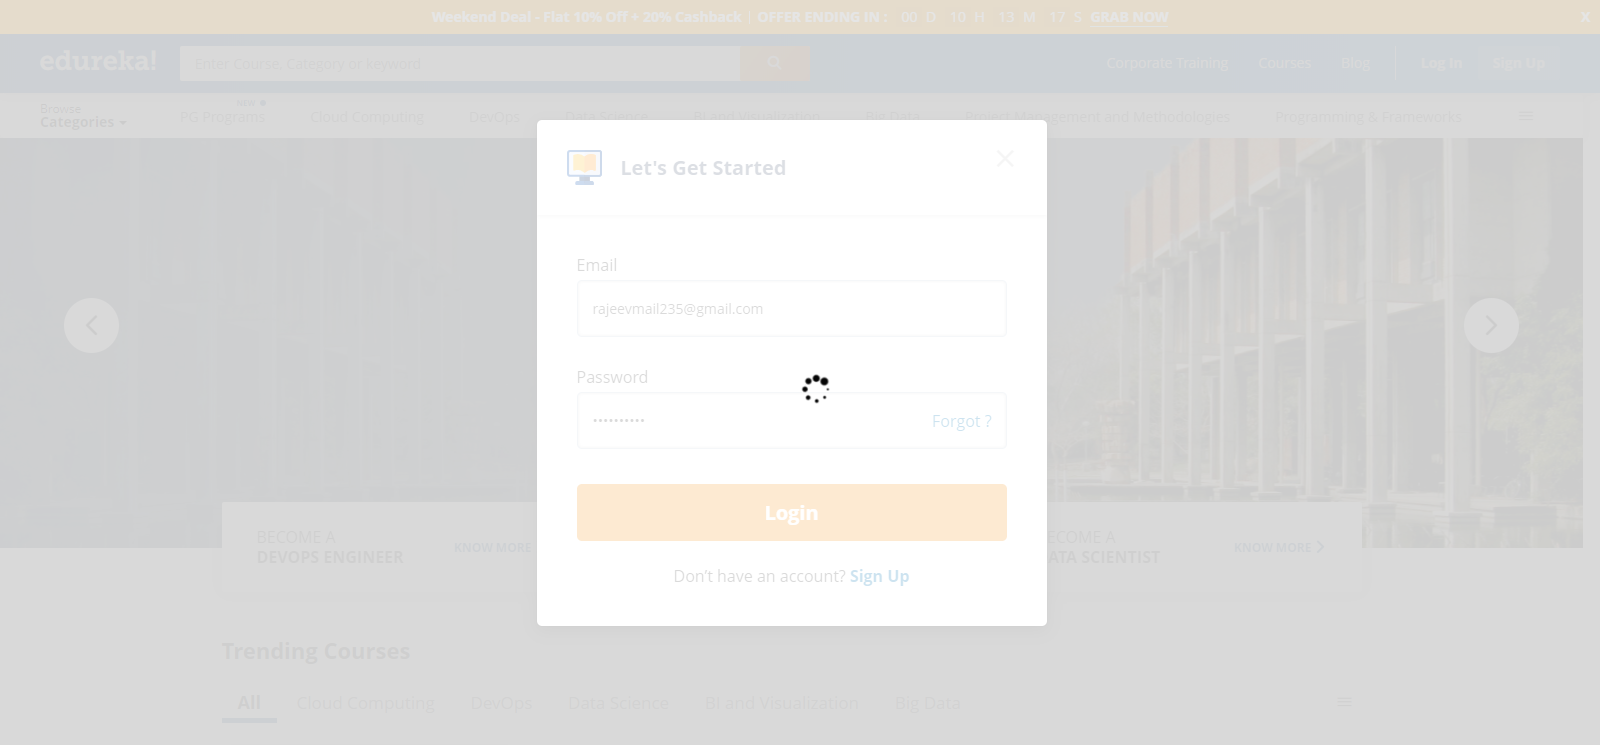 Weekend Deal - Flat 10% Off + 20% Cashback | OFFER ENDING IN : 00 D 10 H 13 M 17 S GRAB NOW X
edureka! Enter Course, Category or keyword Corporate Training Courses Blog Log In Sign Up
Browse
Categories PG Programs Cloud Computing DevOps Data Science BI and Visualization Big Data Project Management and Methodologies Programming & Frameworks
Let's Get Started
Email
rajeevmail235@gmail.com
Password
•••••••••• Forgot ?
Login
BECOME A
DEVOPS ENGINEER KNOW MORE
ECOME A
ATA SCIENTIST KNOW MORE
Don't have an account? Sign Up
Trending Courses
All Cloud Computing DevOps Data Science BI and Visualization Big Data